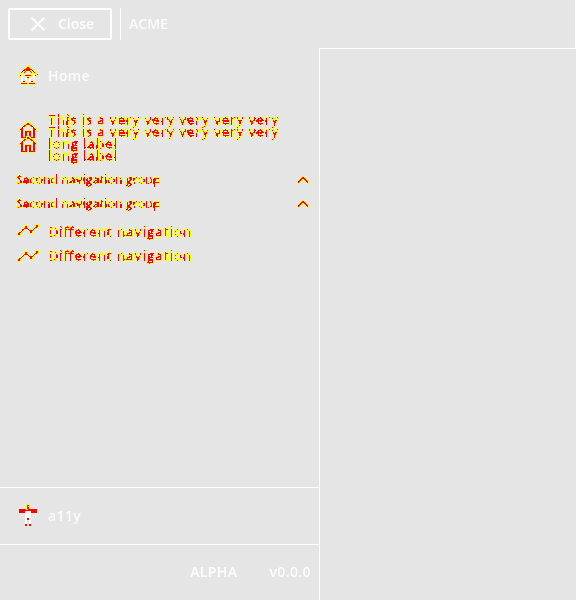 Close ACME
Home
This is a very very very very very
This is a very very very very very
long label
long label
Second navigation group
Second navigation group
Different navigation
Different navigation
a11y
ALPHA v0.0.0